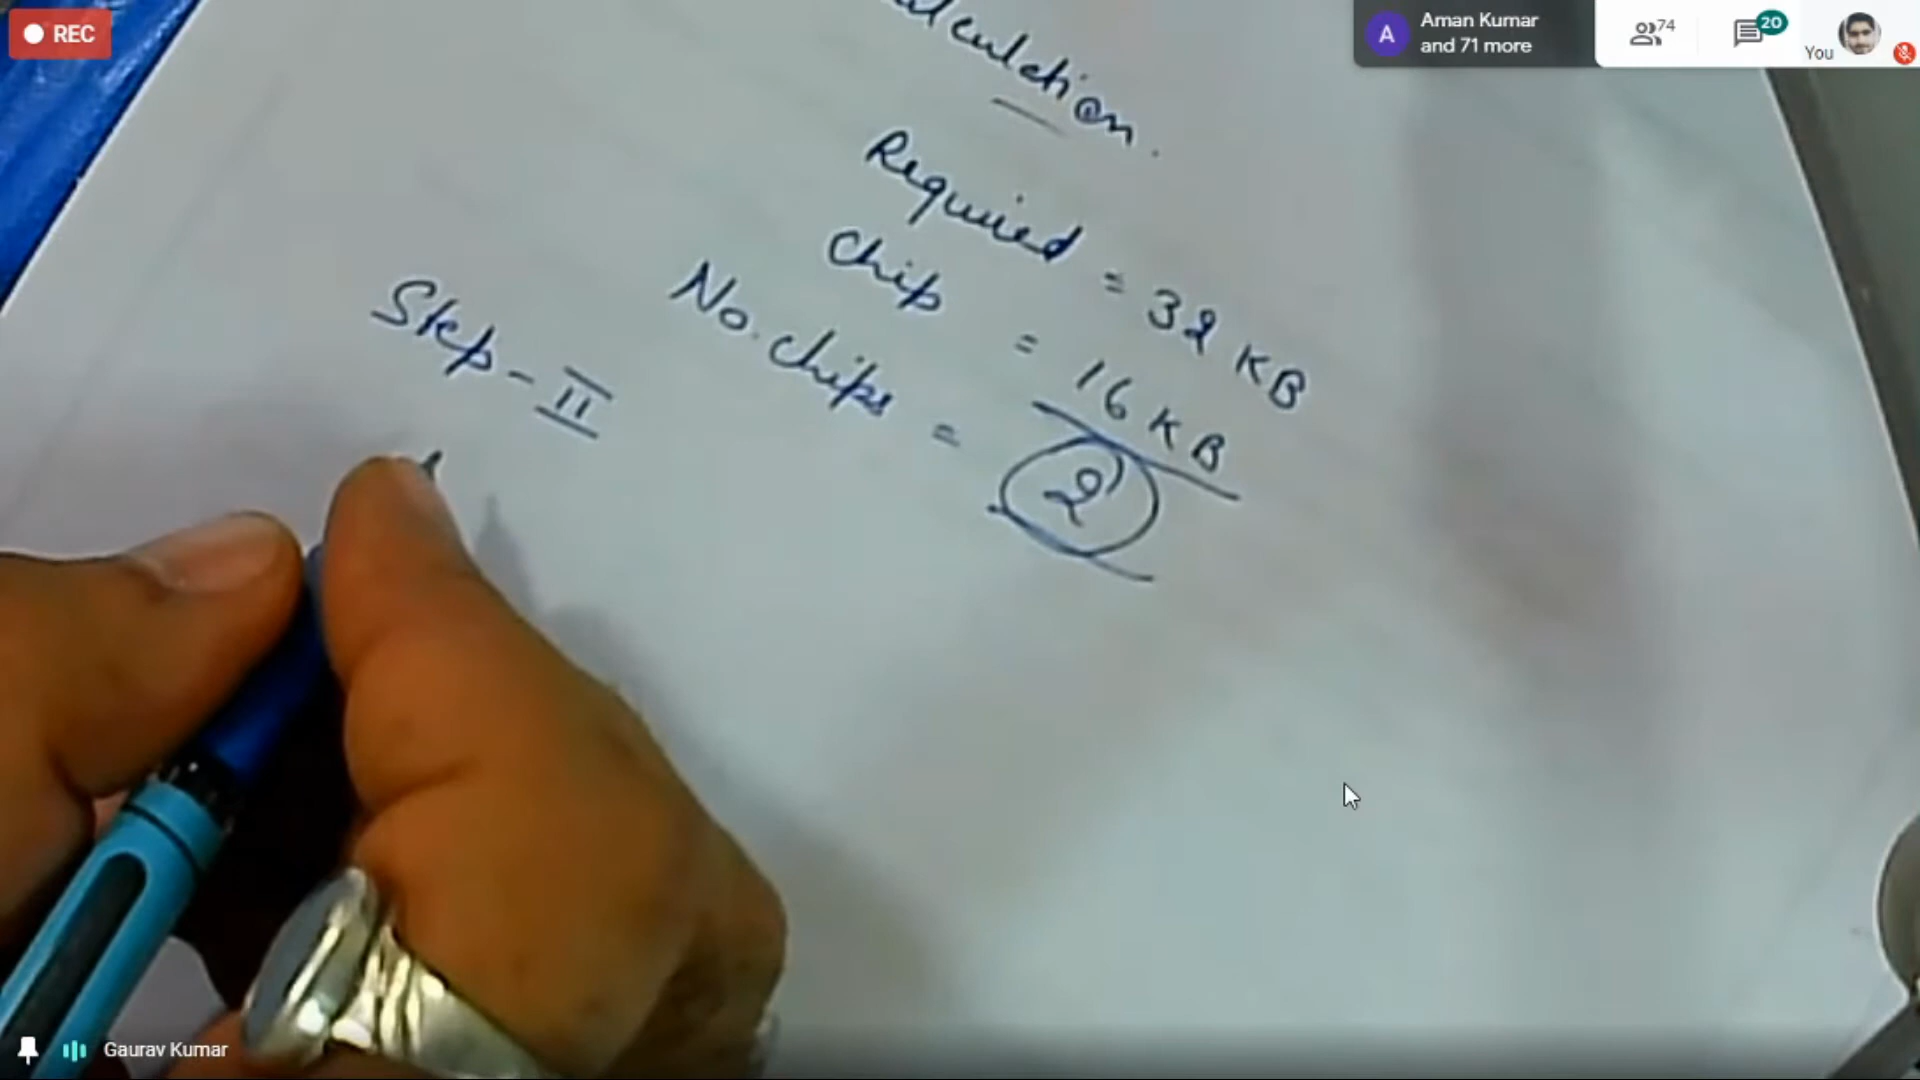 REC
A
Aman Kumar
and 71 more
74
20
You
Required = 32 KB
Chip = 16 KB
No. chips = 2
Step - II
Gaurav Kumar